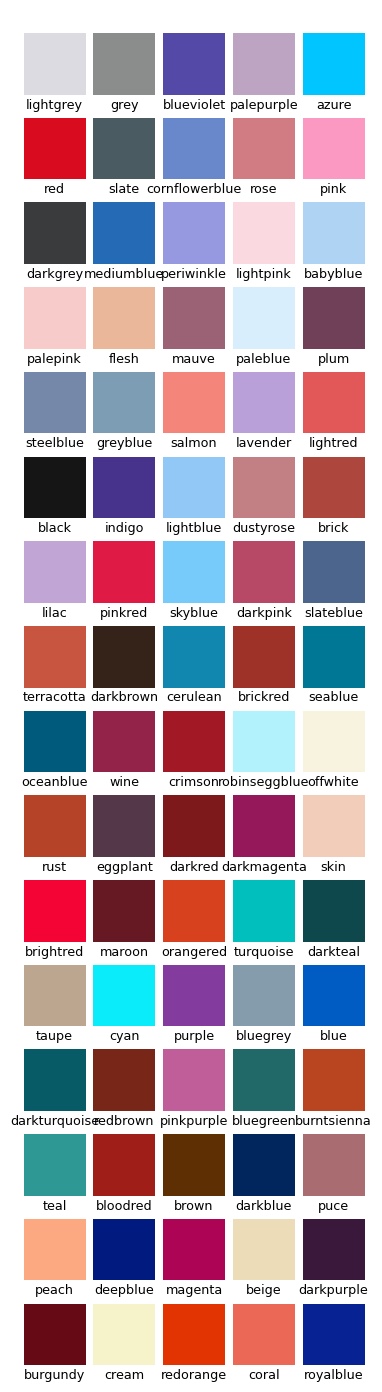 lightgrey grey blueviolet palepurple azure
red slate cornflowerblue rose pink
darkgrey mediumblue periwinkle lightpink babyblue
palepink flesh mauve paleblue plum
steelblue greyblue salmon lavender lightred
black indigo lightblue dustyrose brick
lilac pinkred skyblue darkpink slateblue
terracotta darkbrown cerulean brickred seablue
oceanblue wine crimson robinseggblue offwhite
rust eggplant darkred darkmagenta skin
brightred maroon orangered turquoise darkteal
taupe cyan purple bluegrey blue
darkturquoise redbrown pinkpurple bluegreen burntsienna
teal bloodred brown darkblue puce
peach deepblue magenta beige darkpurple
burgundy cream redorange coral royalblue